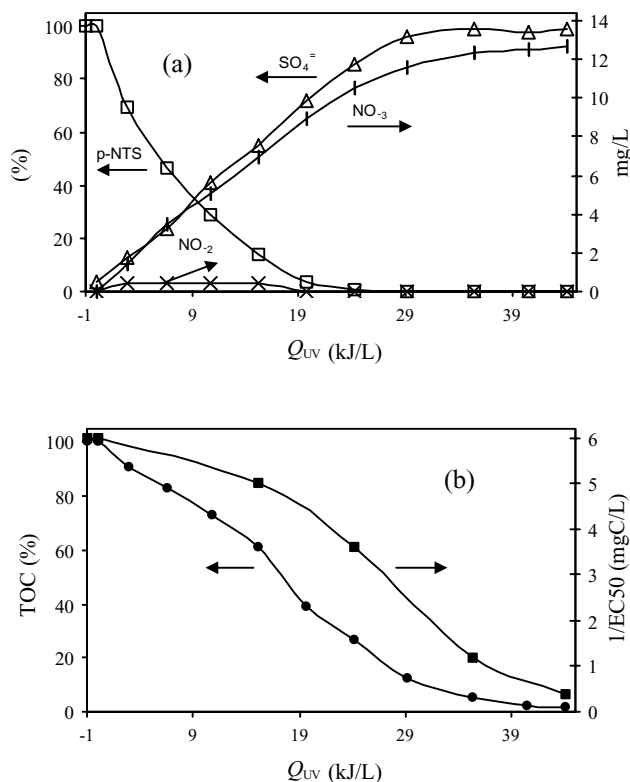 (a)
100
80
60
40
20
0
(%)
14
12
10
8
6
4
2
0
mg/L
SO4=
NO-3
p-NTS
NO-2
-1 9 19 29 39
QUV (kJ/L)
(b)
100
80
60
40
20
0
TOC (%)
6
5
4
3
2
1
0
1/EC50 (mgC/L)
-1 9 19 29 39
QUV (kJ/L)